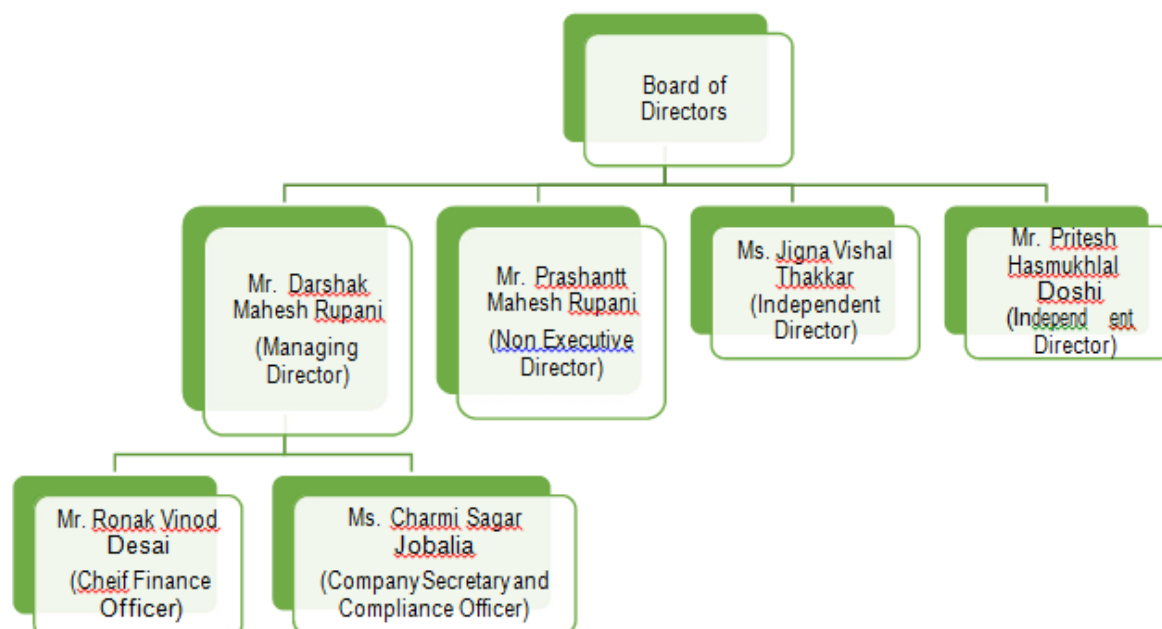 Board of
Directors
Mr. Darshak
Mahesh Rupani
(Managing
Director)
Mr. Prashantt
Mahesh Rupani
(Non Executive
Director)
Ms. Jigna Vishal
Thakkar
(Independent
Director)
Mr. Pritesh
Hasmukhlal
Doshi
(Independ ent
Director)
Mr. Ronak Vinod
Desai
(Cheif Finance
Officer)
Ms. Charmi Sagar
Jobalia
(Company Secretary and
Compliance Officer)